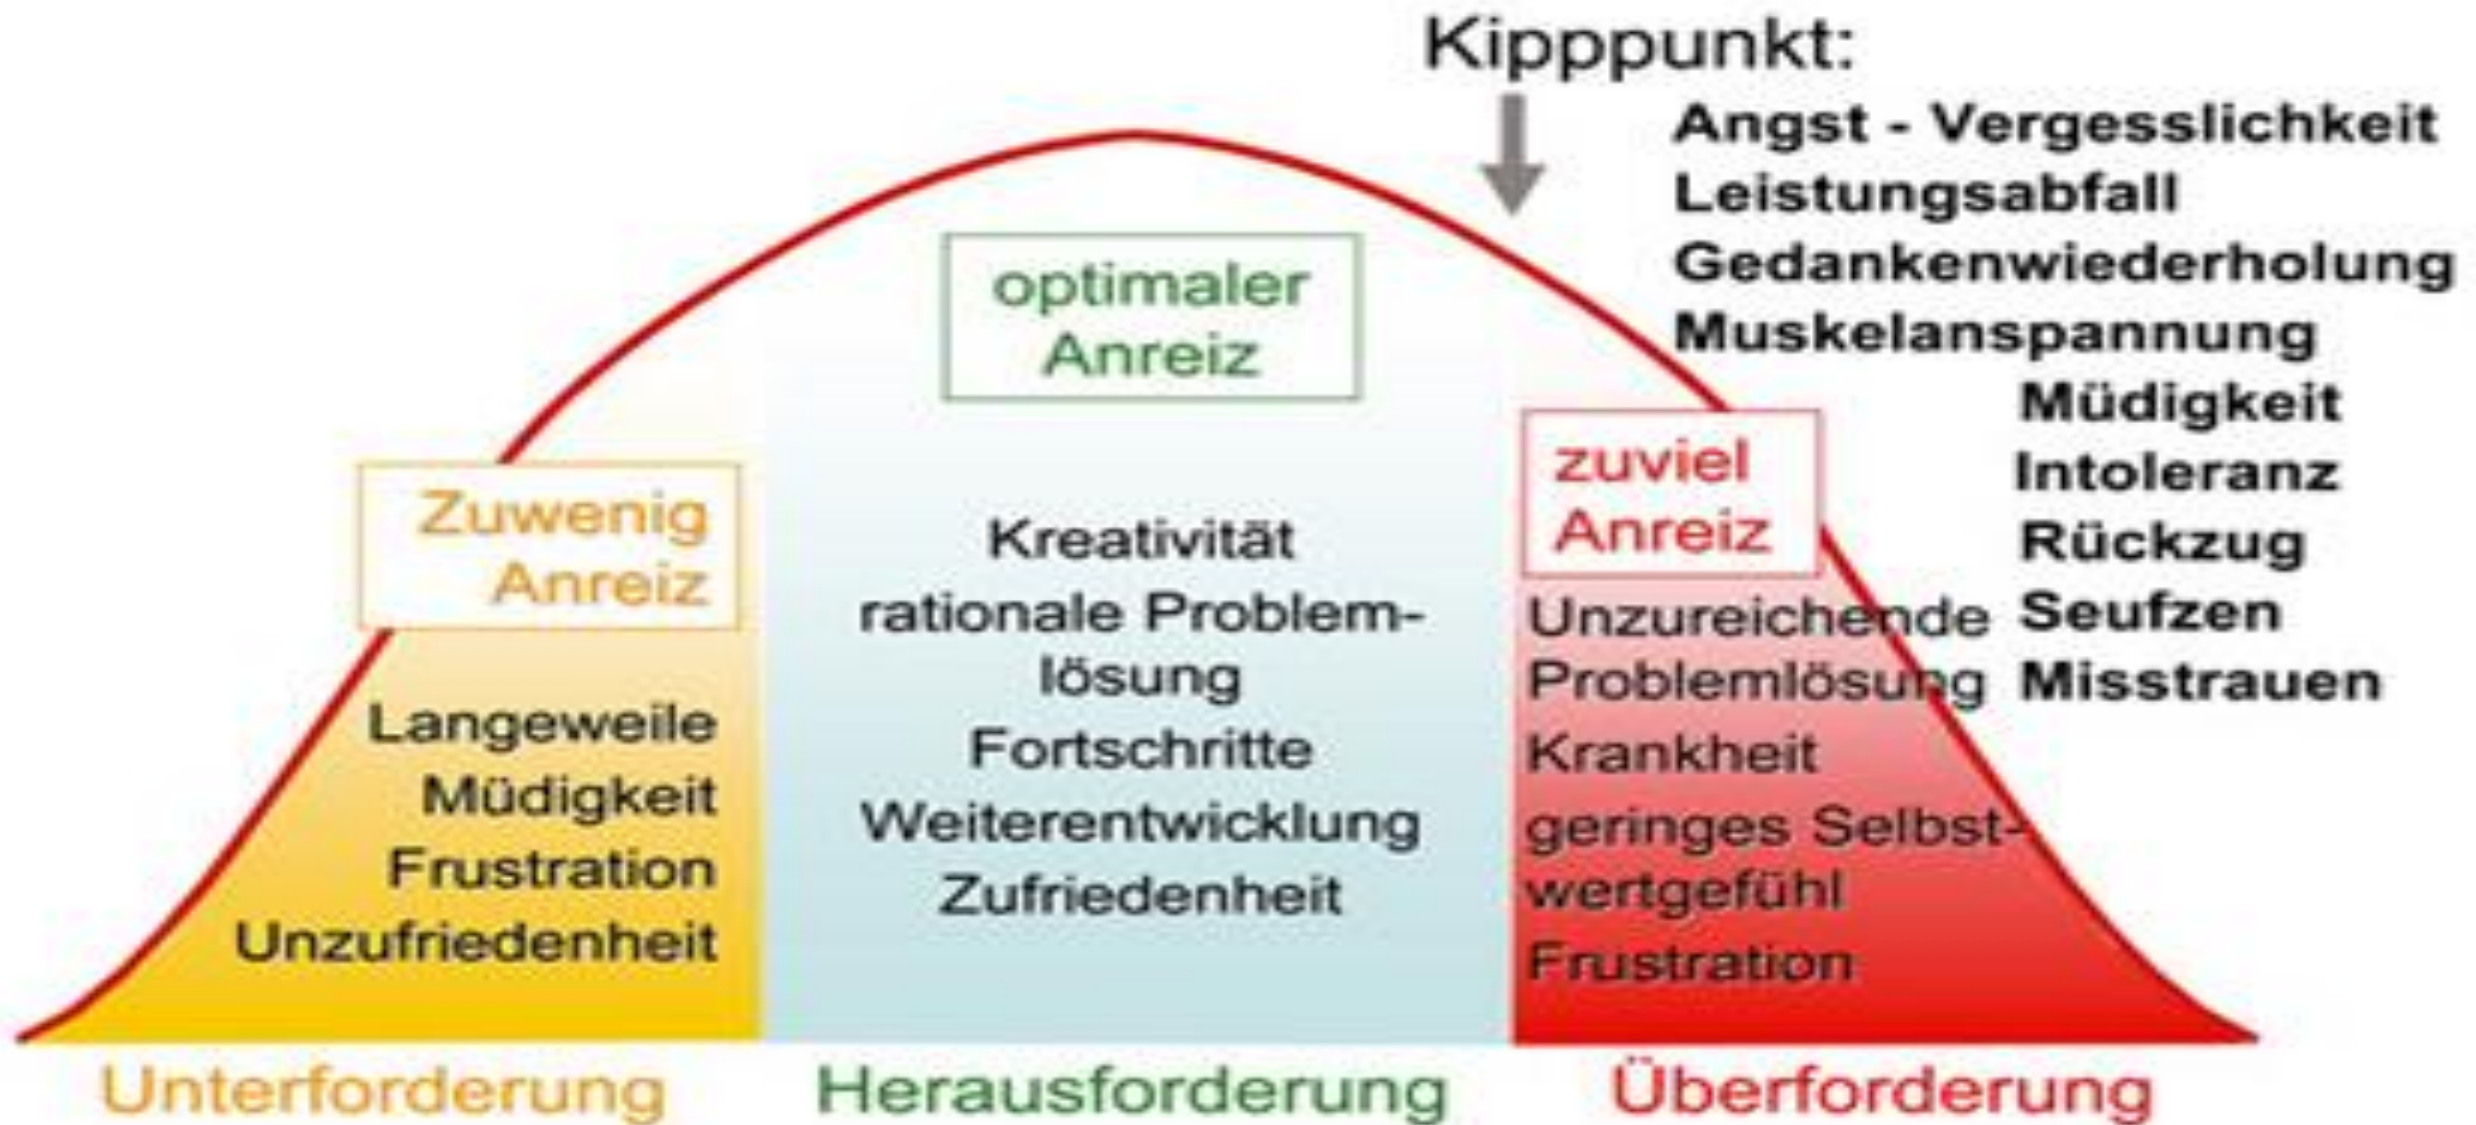 Kipppunkt:
Angst - Vergesslichkeit
Leistungsabfall
Gedankenwiederholung
Muskelanspannung
Müdigkeit
Intoleranz
Rückzug
Seufzen
Misstrauen
optimaler
Anreiz
Kreativität
rationale Problem-
lösung
Fortschritte
Weiterentwicklung
Zufriedenheit
Zuwenig
Anreiz
Langeweile
Müdigkeit
Frustration
Unzufriedenheit
zuviel
Anreiz
Unzureichende
Problemlösung
Krankheit
geringes Selbst-
wertgefühl
Frustration
Unterforderung
Herausforderung
Überforderung